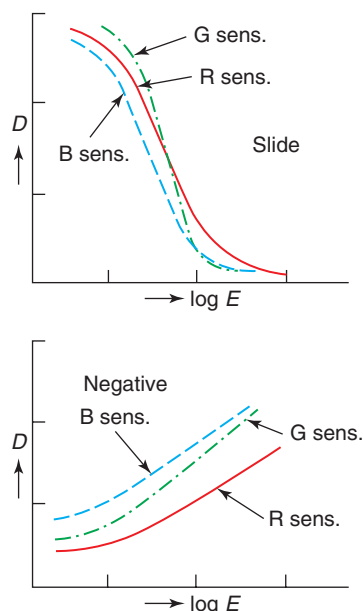 G sens.
R sens.
D
B sens.
Slide
log E
Negative
B sens.
D
G sens.
R sens.
log E